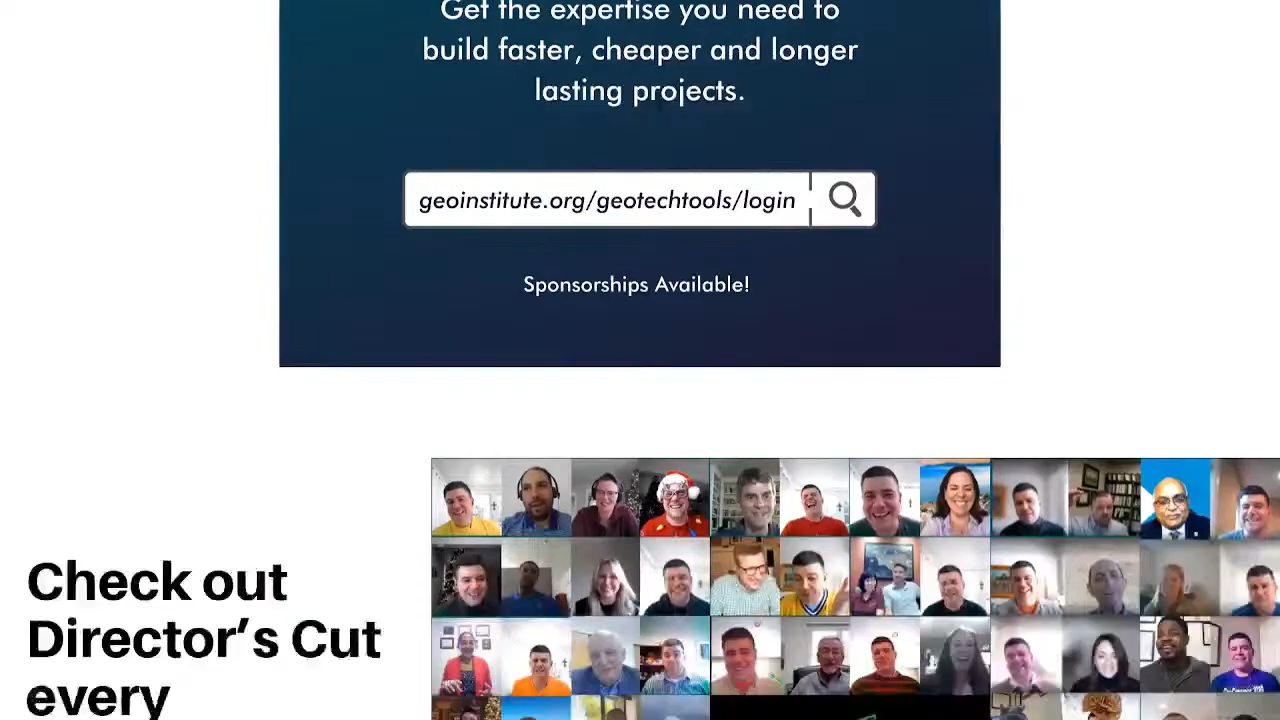 Get the expertise you need to
build faster, cheaper and longer
lasting projects.
geoinstitute.org/geotechtools/login
Sponsorships Available!
Check out
Director’s Cut
every